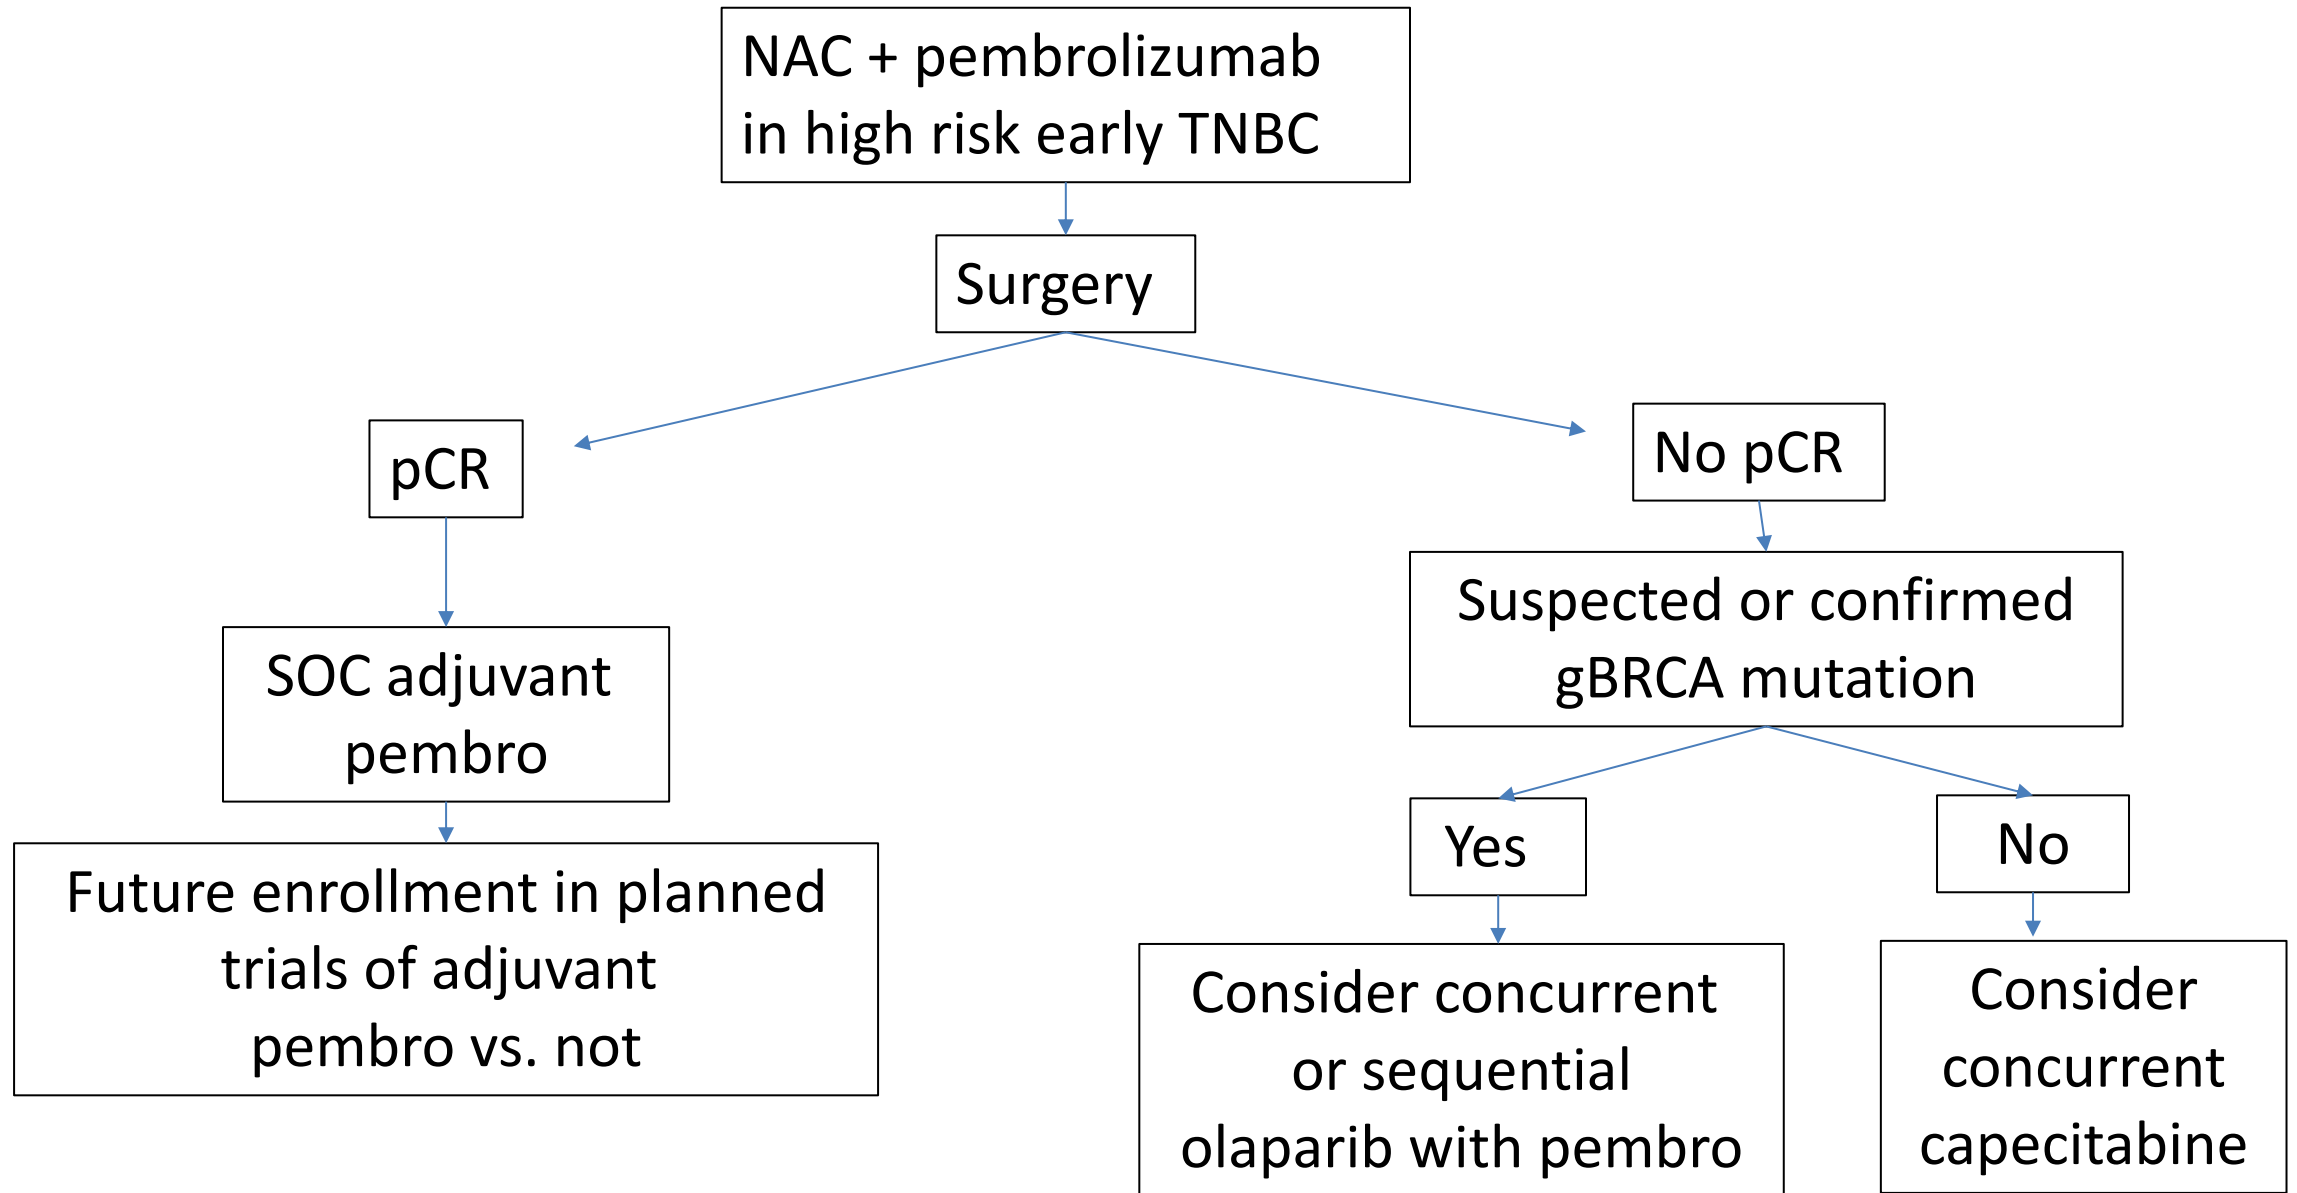 NAC + pembrolizumab
in high risk early TNBC
Surgery
pCR
No pCR
SOC adjuvant
pembro
Future enrollment in planned
trials of adjuvant
pembro vs. not
Suspected or confirmed
gBRCA mutation
Yes
No
Consider concurrent
or sequential
olaparib with pembro
Consider
concurrent
capecitabine